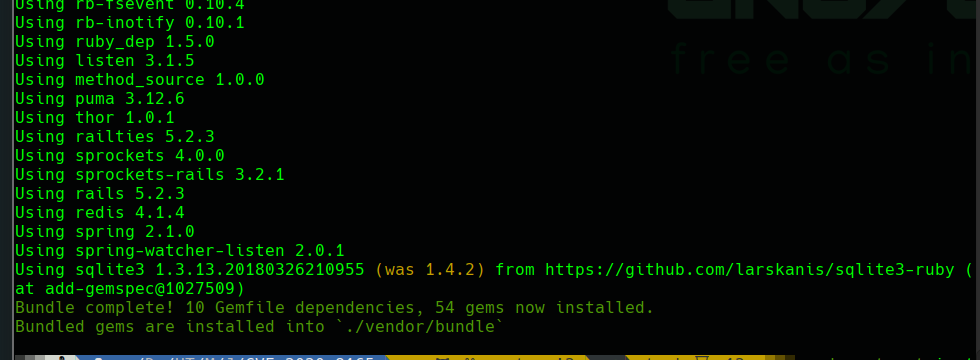 Using rb-fsevent 0.10.4
Using rb-inotify 0.10.1
Using ruby_dep 1.5.0
Using listen 3.1.5
Using method_source 1.0.0
Using puma 3.12.6
Using thor 1.0.1
Using railties 5.2.3
Using sprockets 4.0.0
Using sprockets-rails 3.2.1
Using rails 5.2.3
Using redis 4.1.4
Using spring 2.1.0
Using spring-watcher-listen 2.0.1
Using sqlite3 1.3.13.20180326210955 (was 1.4.2) from https://github.com/larskanis/sqlite3-ruby (
at add-gemspec@1027509)
Bundle complete! 10 Gemfile dependencies, 54 gems now installed.
Bundled gems are installed into `./vendor/bundle`
free as in